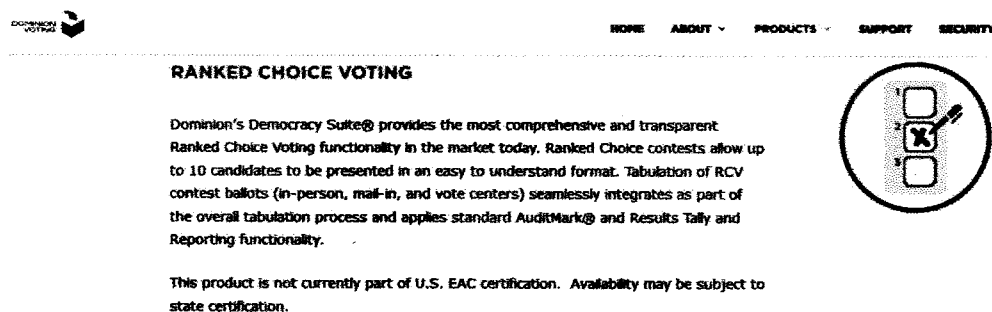 DOMINION
VOTING
HOME ABOUT PRODUCTS SUPPORT SECURITY
RANKED CHOICE VOTING
Dominion's Democracy Suite® provides the most comprehensive and transparent
Ranked Choice Voting functionality in the market today. Ranked Choice contests allow up
to 10 candidates to be presented in an easy to understand format. Tabulation of RCV
contest ballots (in-person, mail-in, and vote centers) seamlessly integrates as part of
the overall tabulation process and applies standard AuditMark® and Results Tally and
Reporting functionality.
This product is not currently part of U.S. EAC certification. Availability may be subject to
state certification.
1
2
3